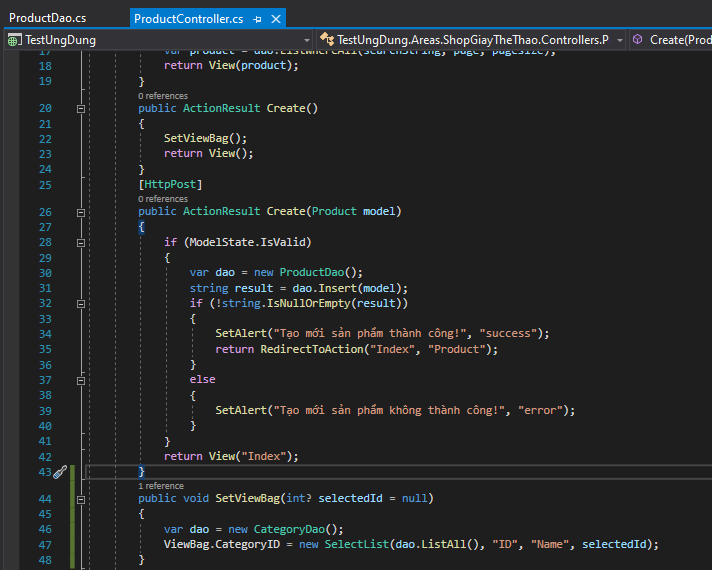 ProductDao.cs ProductController.cs
TestUngDung TestUngDung.Areas.ShopGiayTheThao.Controllers.P Create(Prod
17 var product = dao.ListWhereAll(searchString, page, pagesize);
18 return View(product);
19 }
0 references
20 public ActionResult Create()
21 {
22 SetViewBag();
23 return View();
24 }
25 [HttpPost]
0 references
26 public ActionResult Create(Product model)
27 {
28 if (ModelState.IsValid)
29 {
30 var dao = new ProductDao();
31 string result = dao.Insert(model);
32 if (!string.IsNullOrEmpty(result))
33 {
34 SetAlert("Tạo mới sản phẩm thành công!", "success");
35 return RedirectToAction("Index", "Product");
36 }
37 else
38 {
39 SetAlert("Tạo mới sản phẩm không thành công!", "error");
40 }
41 }
42 return View("Index");
43 }
1 reference
44 public void SetViewBag(int? selectedId = null)
45 {
46 var dao = new CategoryDao();
47 ViewBag.CategoryID = new SelectList(dao.ListAll(), "ID", "Name", selectedId);
48 }